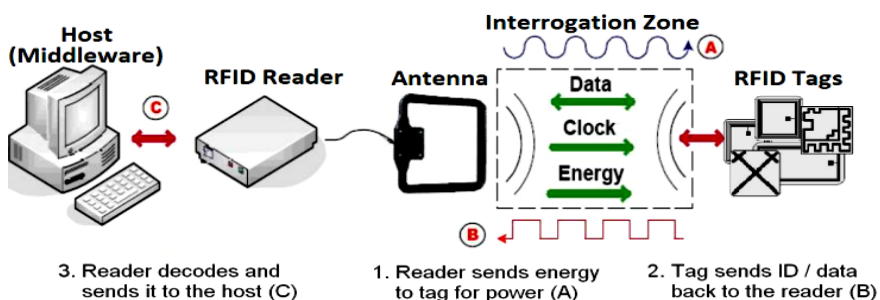 Host
(Middleware)
RFID Reader
Antenna
Interrogation Zone
RFID Tags
A
C
Data
Clock
Energy
B
3. Reader decodes and
sends it to the host (C)
1. Reader sends energy
to tag for power (A)
2. Tag sends ID / data
back to the reader (B)